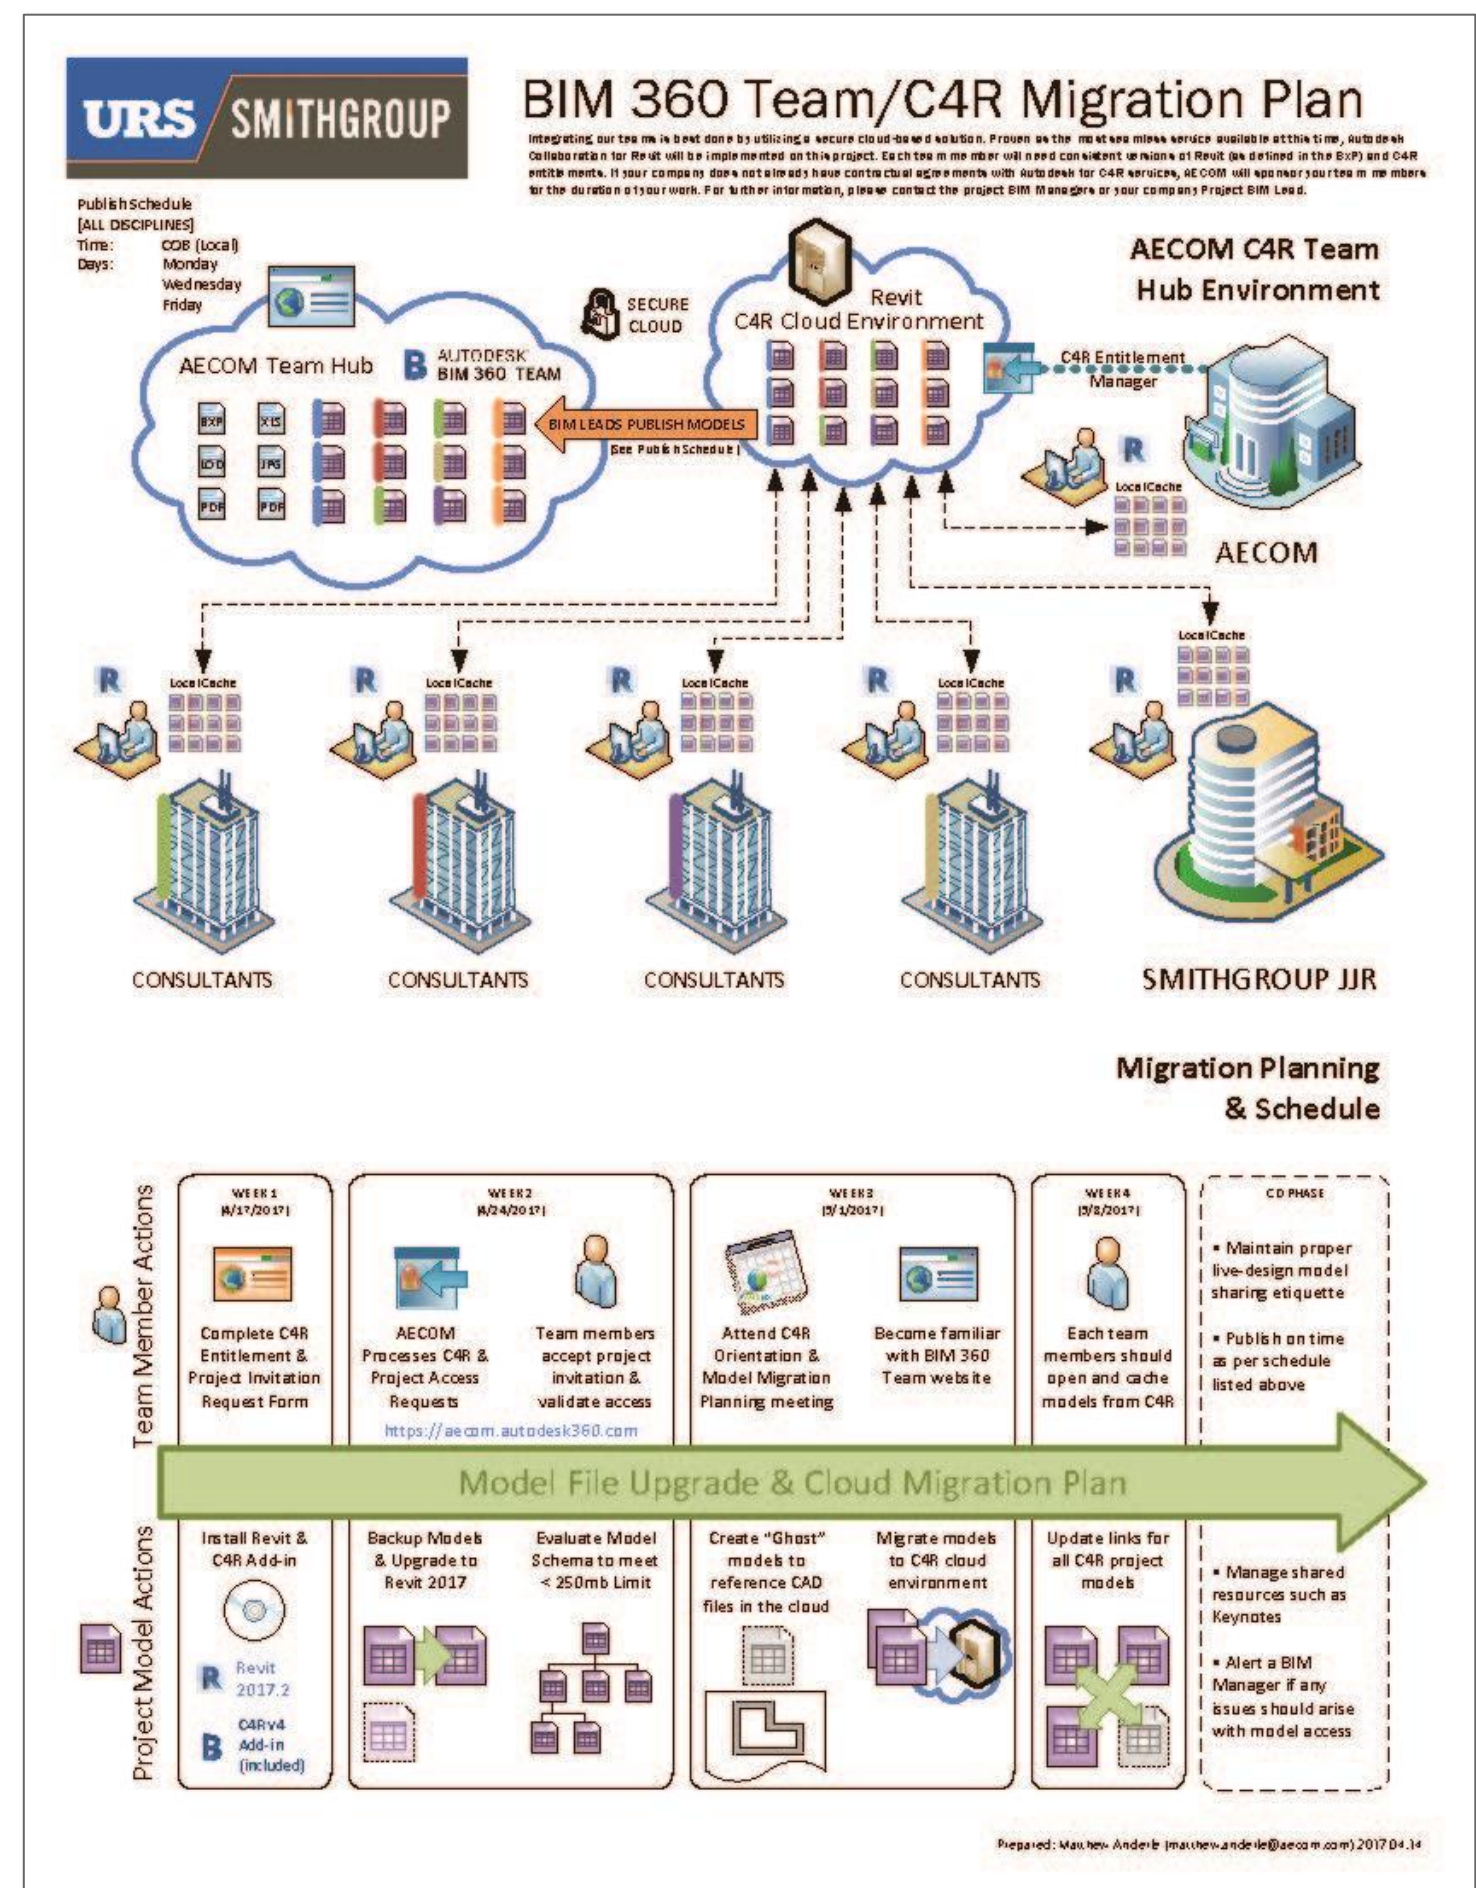 URS SMITHGROUP
BIM 360 Team/C4R Migration Plan
Integrating our teams is best done by utilizing a secure cloud-based solution. Proven as the most seamless service available at this time, Autodesk
Collaboration for Revit will be implemented on this project. Each team member will need consistent versions of Revit (as defined in the BxP) and C4R
entitlements. If your company does not already have contractual agreements with Autodesk for C4R services, AECOM will sponsor your team members
for the duration of your work. For further information, please contact the project BIM Managers or your company Project BIM Lead.
Publish Schedule
[ALL DISCIPLINES]
Time: COB (Local)
Days: Monday
Wednesday
Friday
AECOM C4R Team
Hub Environment
SECURE
CLOUD
Revit
C4R Cloud Environment
AECOM Team Hub
B AUTODESK
BIM 360 TEAM
C4R Entitlement
Manager
BXP XLS
LOD JPG
PDF PDF
BIM LEADS PUBLISH MODELS
(See Publish Schedule)
R
LocalCache
AECOM
LocalCache
R LocalCache
R LocalCache
R LocalCache
R LocalCache
R
CONSULTANTS
CONSULTANTS
CONSULTANTS
CONSULTANTS
SMITHGROUP JJR
Migration Planning
& Schedule
Team Member Actions
WEEK 1
(4/17/2017)
Complete C4R
Entitlement &
Project Invitation
Request Form
WEEK 2
(4/24/2017)
AECOM
Processes C4R &
Project Access
Requests
Team members
accept project
invitation &
validate access
https://aecom.autodesk360.com
WEEK 3
(5/1/2017)
Attend C4R
Orientation &
Model Migration
Planning meeting
Become familiar
with BIM 360
Team website
WEEK 4
(5/8/2017)
Each team
members should
open and cache
models from C4R
CD PHASE
▪ Maintain proper
live-design model
sharing etiquette
▪ Publish on time
as per schedule
listed above
Model File Upgrade & Cloud Migration Plan
Project Model Actions
Install Revit &
C4R Add-in
R Revit
2017.2
B C4Rv4
Add-in
(included)
Backup Models
& Upgrade to
Revit 2017
Evaluate Model
Schema to meet
< 250mb Limit
Create "Ghost"
models to
reference CAD
files in the cloud
Migrate models
to C4R cloud
environment
Update links for
all C4R project
models
▪ Manage shared
resources such as
Keynotes
▪ Alert a BIM
Manager if any
issues should arise
with model access
Prepared: Matthew Anderle (matthew.anderle@aecom.com) 2017.04.14